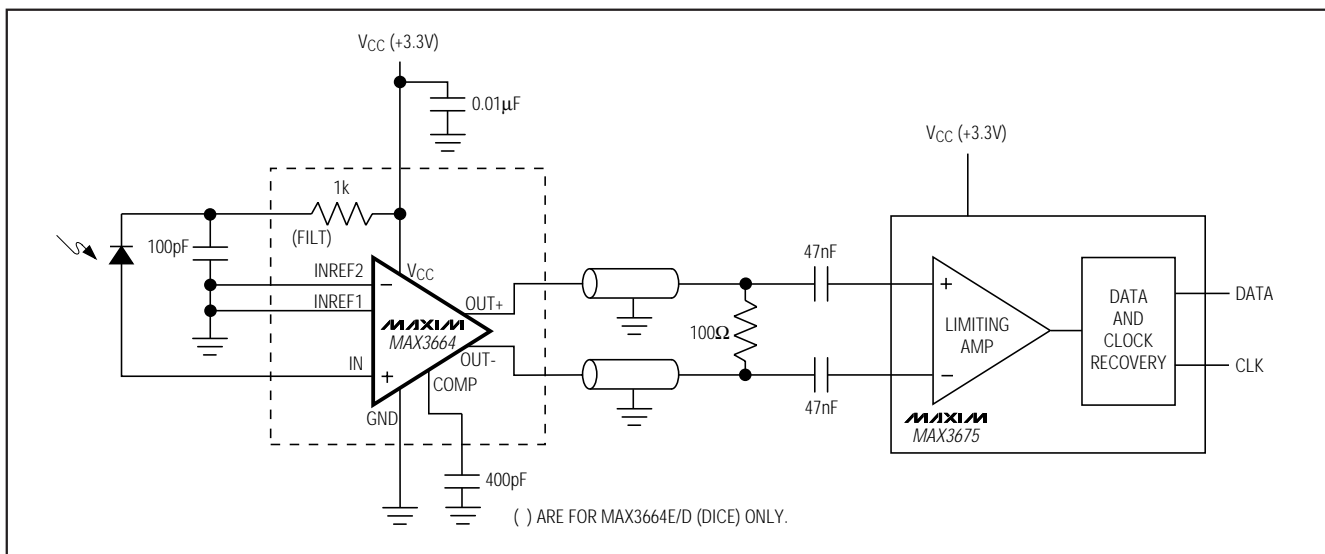 VCC (+3.3V)
0.01μF
VCC (+3.3V)
1k
(FILT)
100pF
INREF2
VCC
−
INREF1
OUT+
MAXIM
MAX3664
OUT-
IN
+
COMP
GND
400pF
100Ω
47nF
47nF
+
LIMITING
AMP
−
DATA
AND
CLOCK
RECOVERY
DATA
CLK
MAXIM
MAX3675
( ) ARE FOR MAX3664E/D (DICE) ONLY.